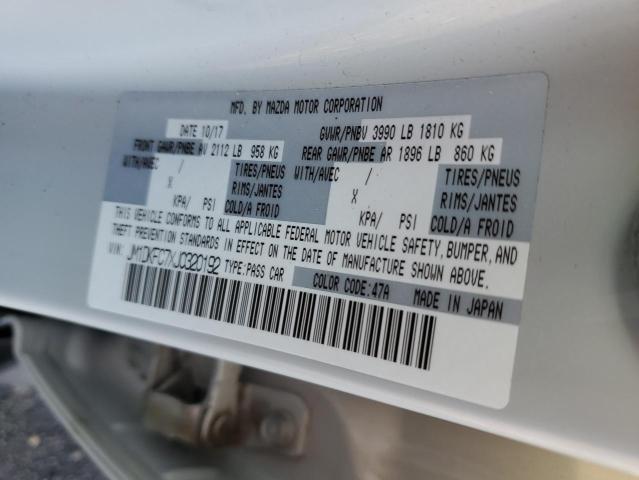 MFD. BY MAZDA MOTOR CORPORATION
DATE 10/17 GVWR/PNBV 3990 LB 1810 KG
FRONT GAWR/PNBE AV 2112 LB 958 KG REAR GAWR/PNBE AR 1896 LB 860 KG
WITH/AVEC / TIRES/PNEUS WITH/AVEC / TIRES/PNEUS
X RIMS/JANTES X RIMS/JANTES
KPA/ PSI COLD/A FROID KPA/ PSI COLD/A FROID
THIS VEHICLE CONFORMS TO ALL APPLICABLE FEDERAL MOTOR VEHICLE SAFETY, BUMPER, AND
THEFT PREVENTION STANDARDS IN EFFECT ON THE DATE OF MANUFACTURE SHOWN ABOVE.
VIN: TYPE:PASS CAR
COLOR CODE:47A MADE IN JAPAN